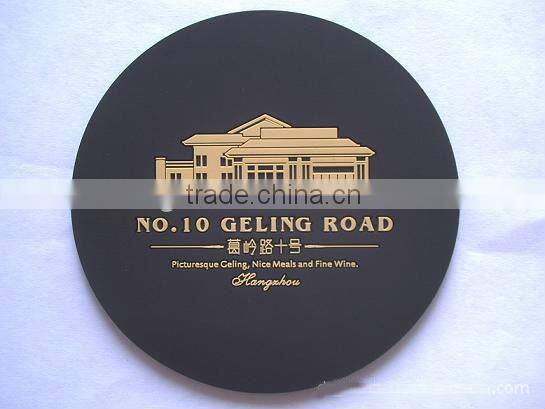 trade.china.cn
NO.10 GELING ROAD
葛岭路十号
Picturesque Geling, Nice Meals and Fine Wine.
Hangzhou